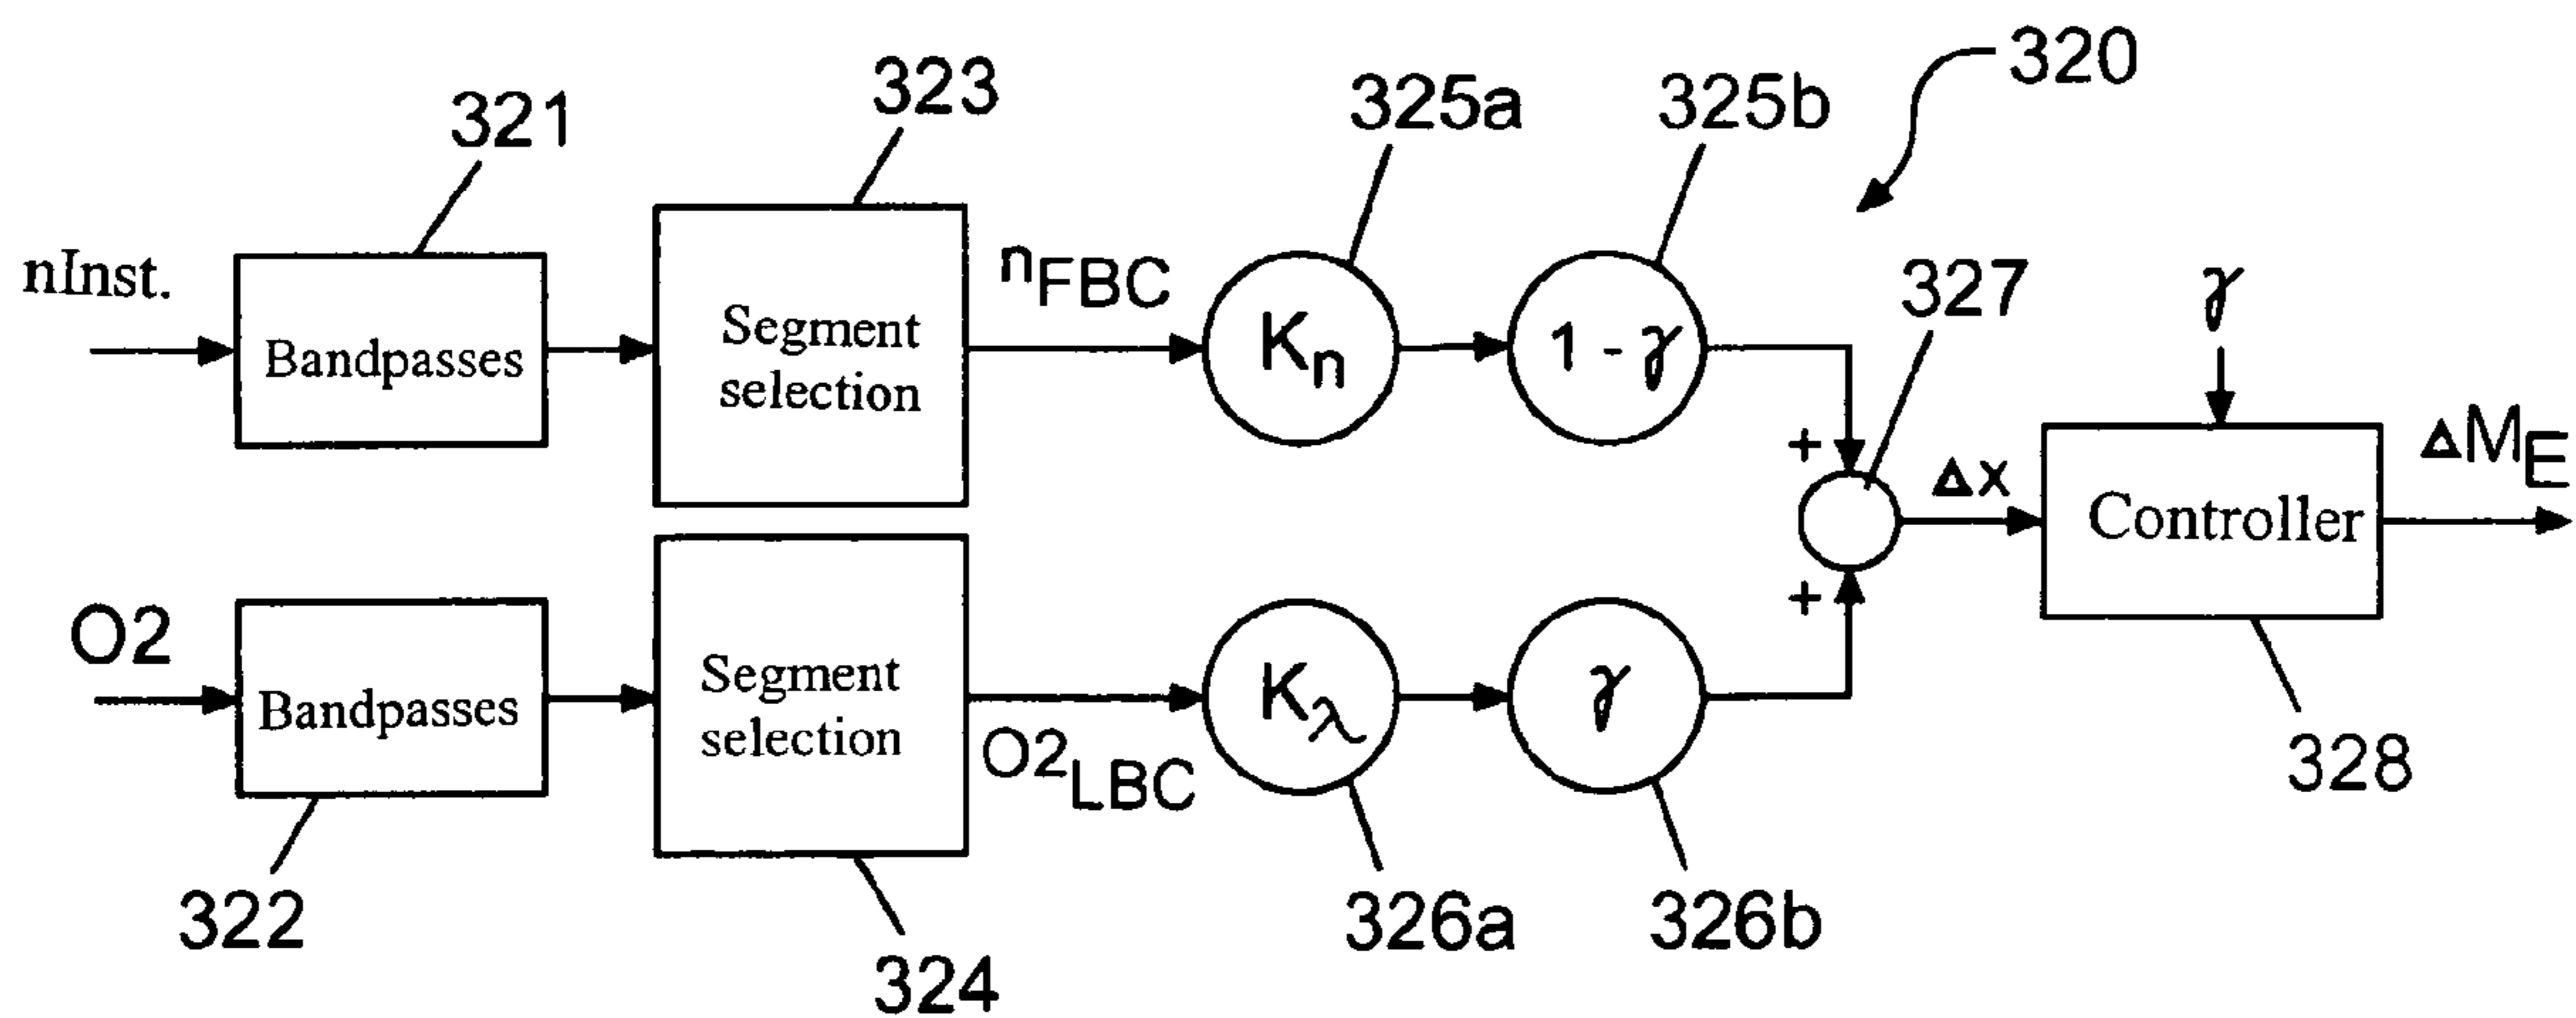 320
323
325a
325b
321
nInst.
Bandpasses
Segment
selection
nFBC
Kn
1 - γ
327
γ
+
Δx
Controller
ΔME
O2
Bandpasses
Segment
selection
O2LBC
Kλ
γ
+
328
322
324
326a
326b